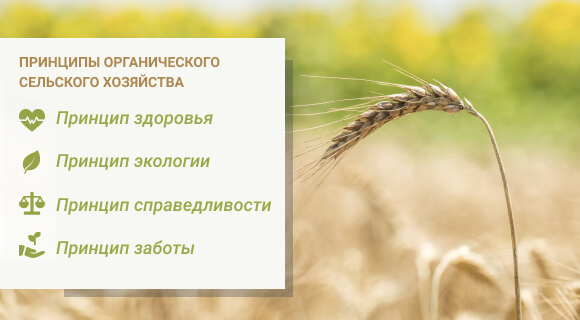 ПРИНЦИПЫ ОРГАНИЧЕСКОГО
СЕЛЬСКОГО ХОЗЯЙСТВА
Принцип здоровья
Принцип экологии
Принцип справедливости
Принцип заботы